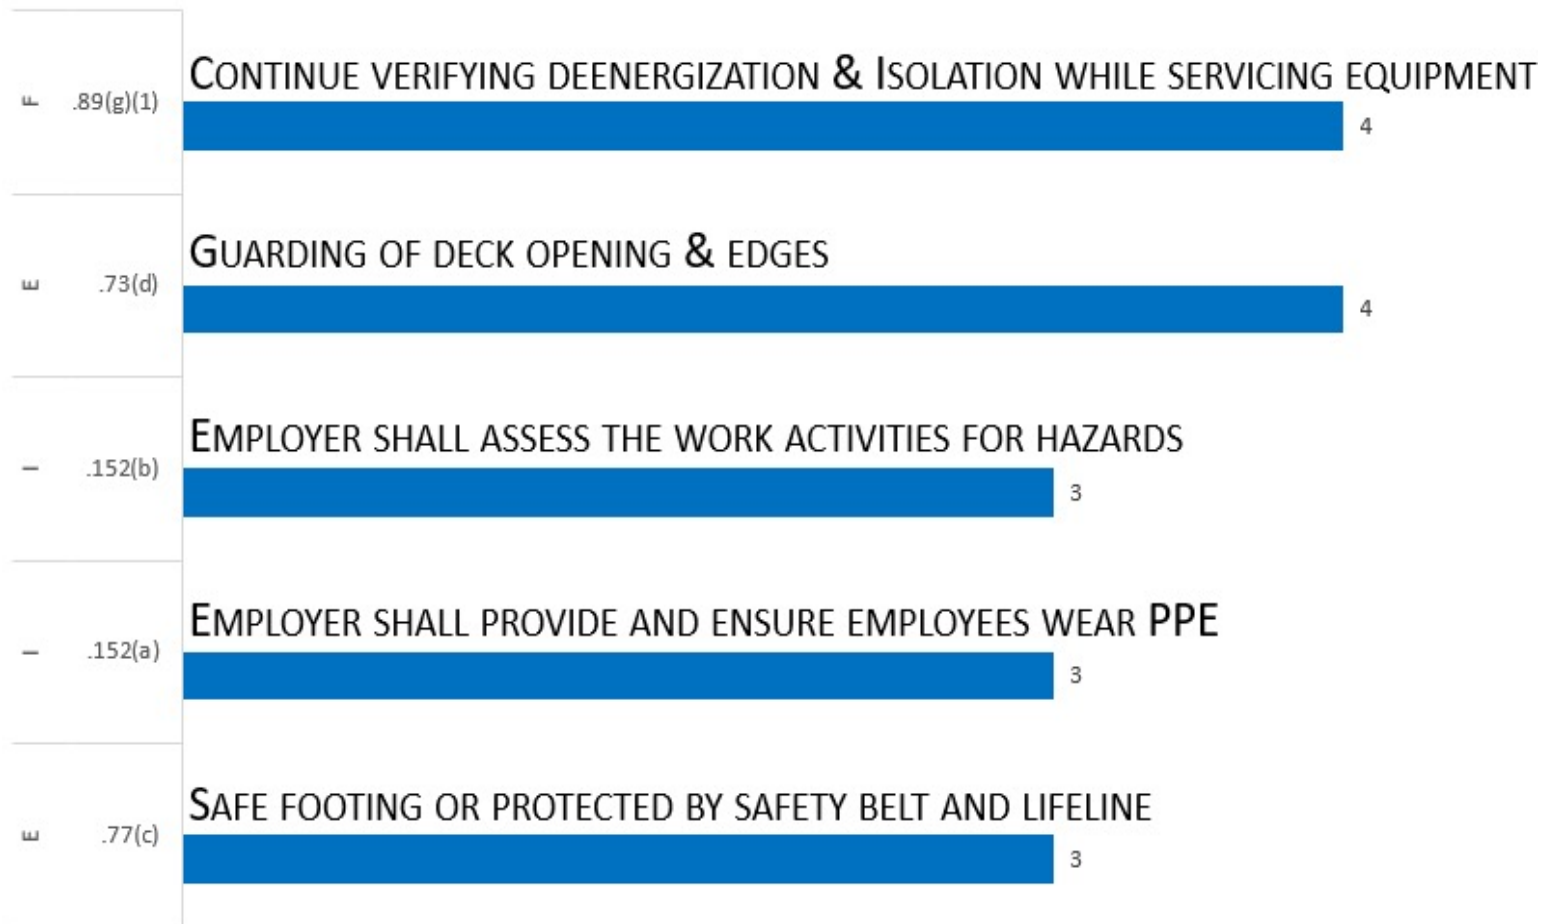 CONTINUE VERIFYING DEENERGIZATION & ISOLATION WHILE SERVICING EQUIPMENT
F .89(g)(1) 4
GUARDING OF DECK OPENING & EDGES
E .73(d) 4
EMPLOYER SHALL ASSESS THE WORK ACTIVITIES FOR HAZARDS
I .152(b) 3
EMPLOYER SHALL PROVIDE AND ENSURE EMPLOYEES WEAR PPE
I .152(a) 3
SAFE FOOTING OR PROTECTED BY SAFETY BELT AND LIFELINE
E .77(c) 3